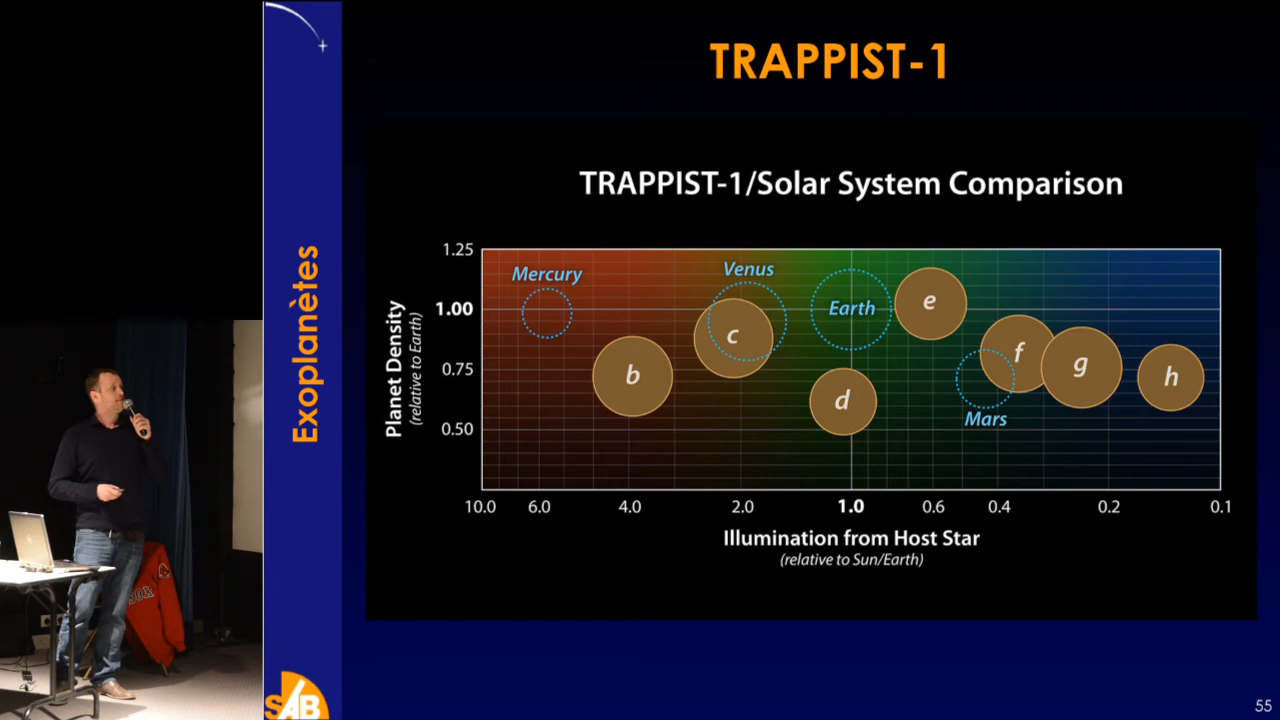 TRAPPIST-1
TRAPPIST-1/Solar System Comparison
Exoplanètes
Planet Density
(relative to Earth)
1.25
1.00
0.75
0.50
Mercury
Venus
Earth
Mars
b
c
d
e
f
g
h
10.0 6.0 4.0 2.0 1.0 0.6 0.4 0.2 0.1
Illumination from Host Star
(relative to Sun/Earth)
SOX
SAB
55